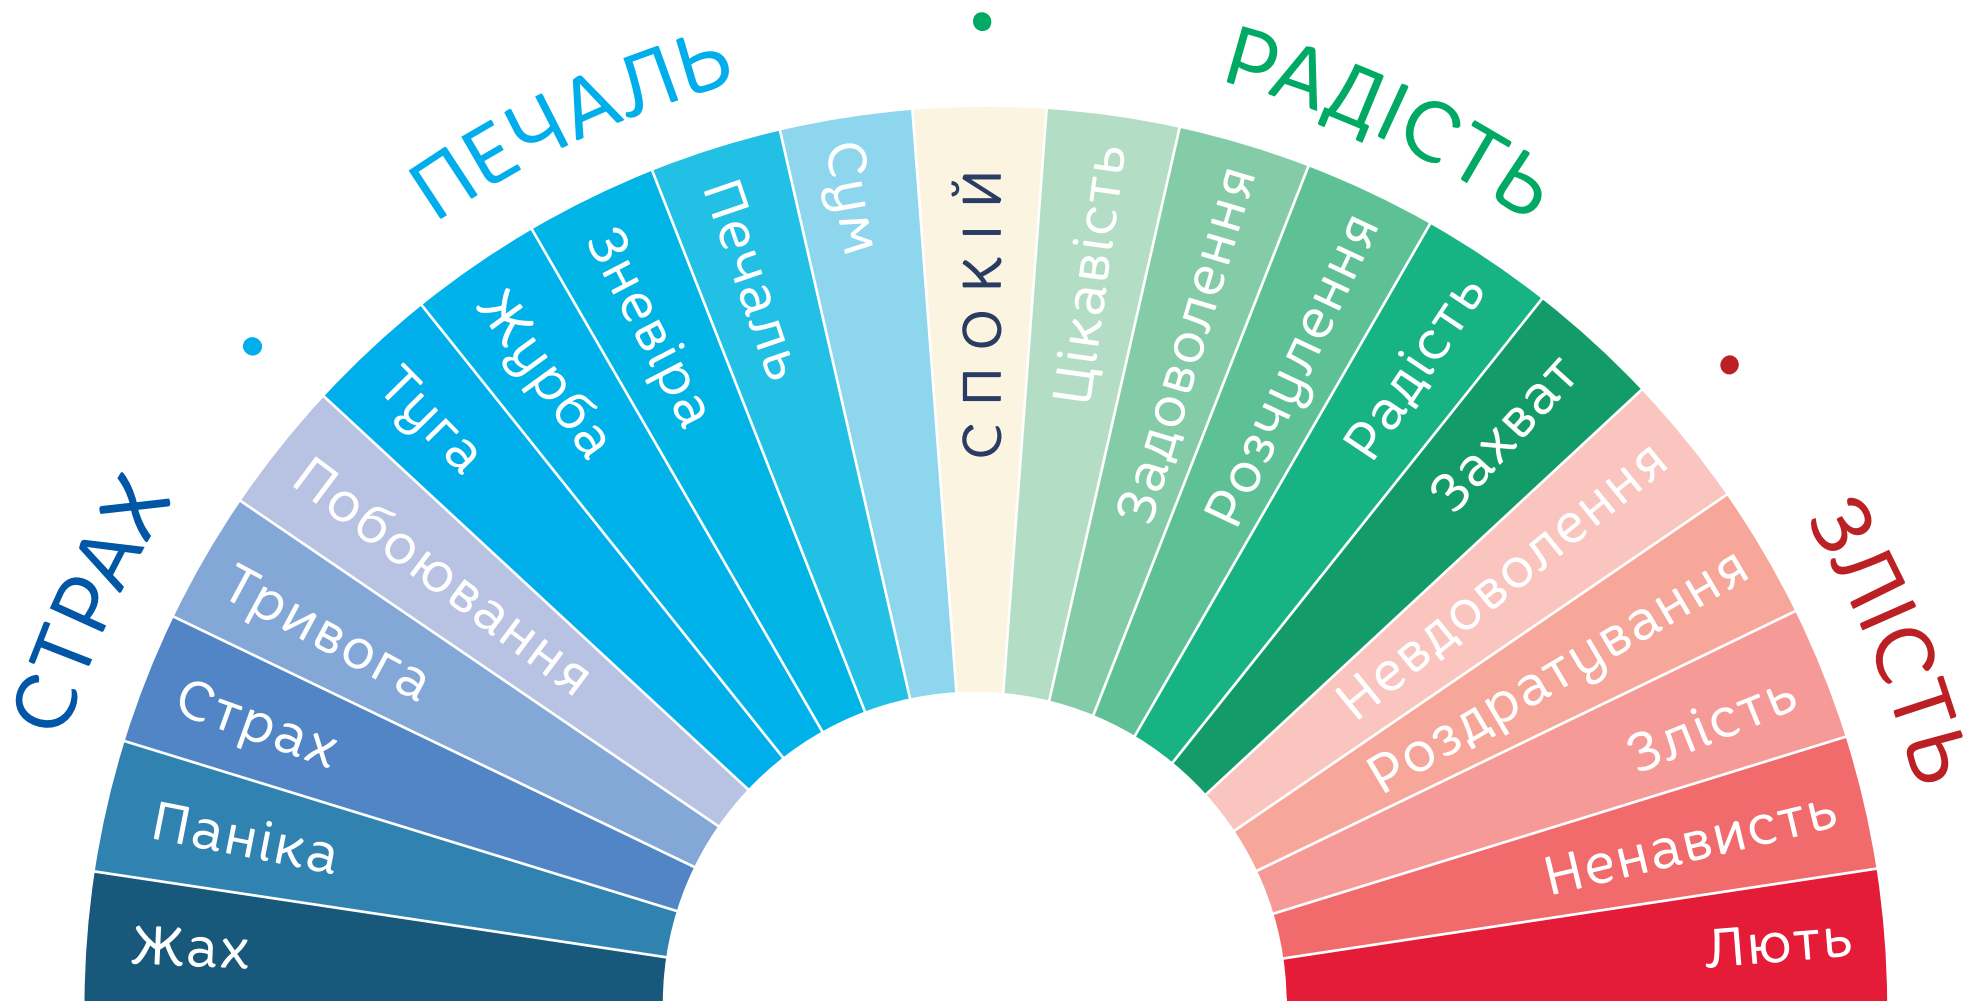 СТРАХ
ПЕЧАЛЬ
РАДІСТЬ
ЗЛІСТЬ
Жах
Паніка
Страх
Тривога
Побоювання
Туга
Журба
Зневіра
Печаль
Сум
СПОКІЙ
Цікавість
Задоволення
Розчулення
Радість
Захват
Невдоволення
Роздратування
Злість
Ненависть
Лють